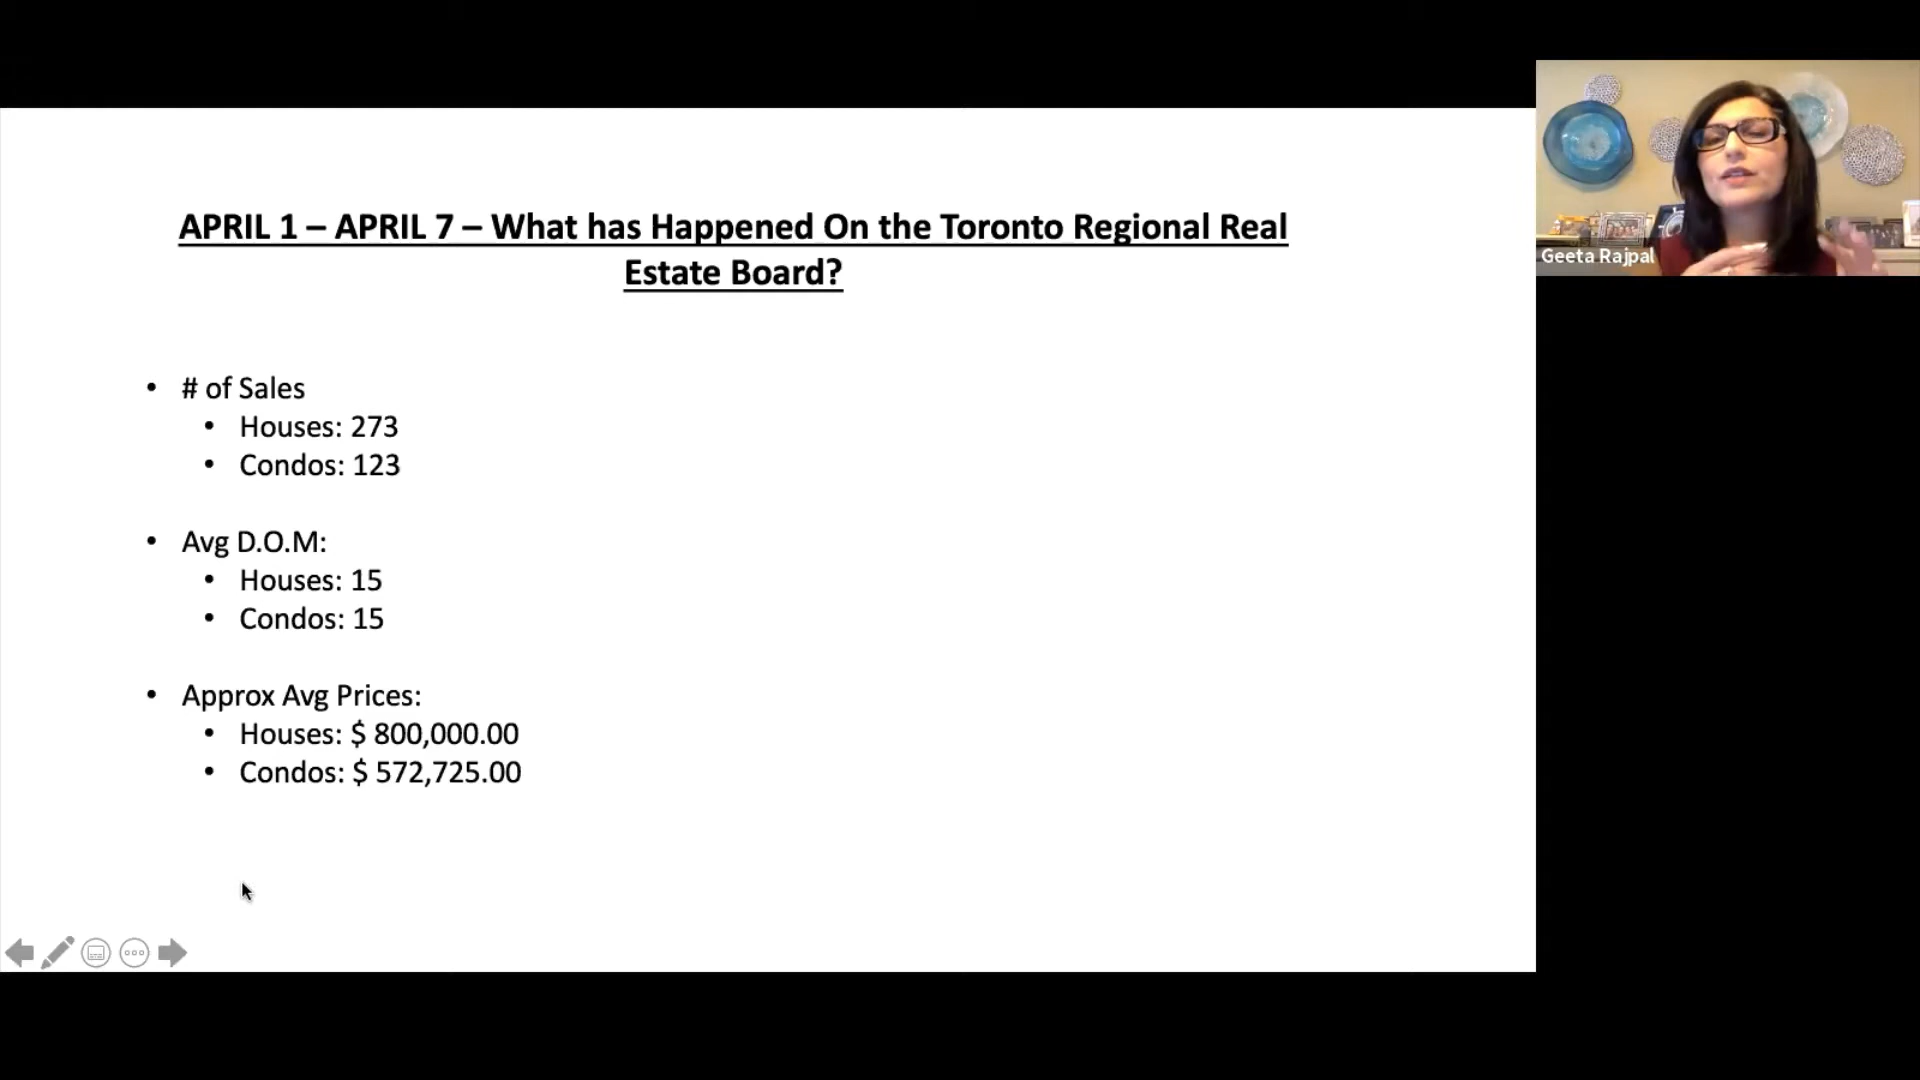 APRIL 1 – APRIL 7 – What has Happened On the Toronto Regional Real
Estate Board?
• # of Sales
• Houses: 273
• Condos: 123
• Avg D.O.M:
• Houses: 15
• Condos: 15
• Approx Avg Prices:
• Houses: $ 800,000.00
• Condos: $ 572,725.00
Geeta Rajpal